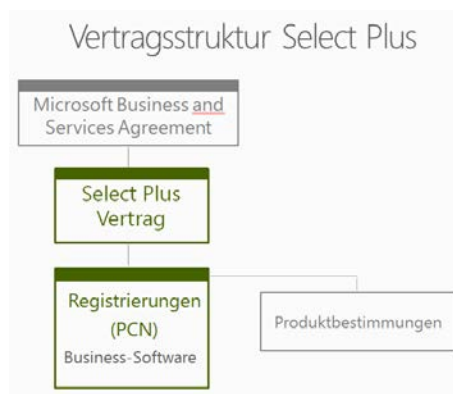 Vertragsstruktur Select Plus
Microsoft Business and
Services Agreement
Select Plus
Vertrag
Registrierungen
(PCN)
Business-Software
Produktbestimmungen